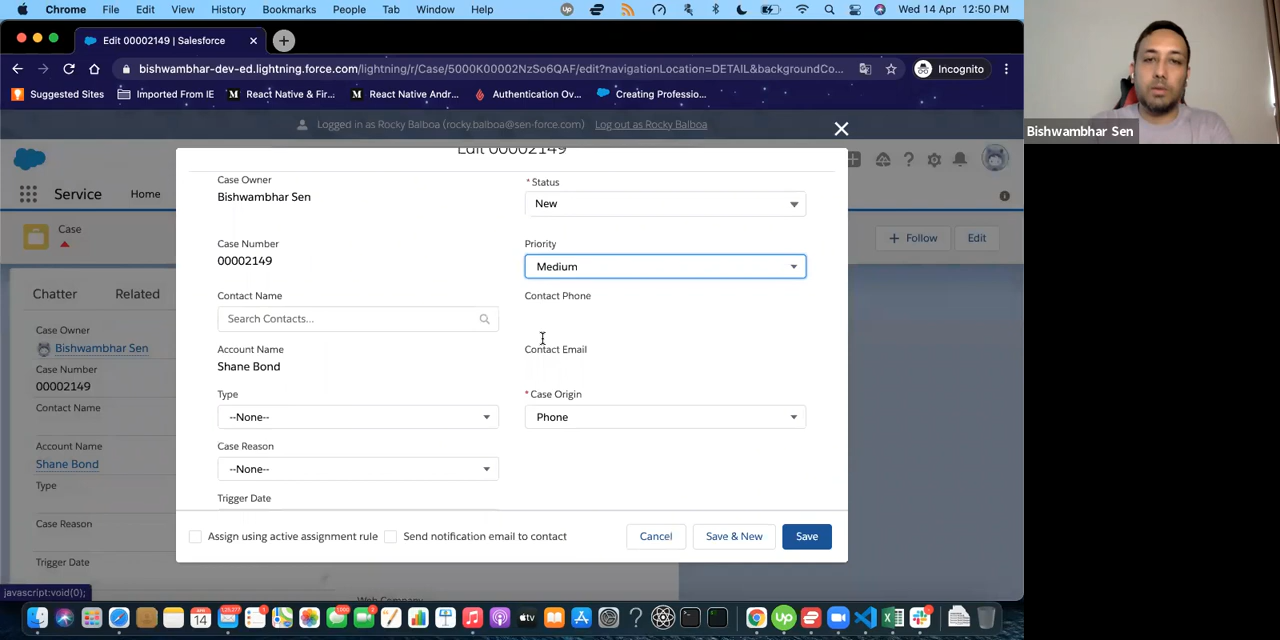 Chrome File Edit View History Bookmarks People Tab Window Help Wed 14 Apr 12:50 PM
Edit 00002149 | Salesforce
bishwambhar-dev-ed.lightning.force.com/lightning/r/Case/5000K00002NzSo6QAF/edit?navigationLocation=DETAIL&backgroundCo... Incognito
Suggested Sites Imported From IE React Native & Fir... React Native Andr... Authentication Ov... Creating Professio...
Logged in as Rocky Balboa (rocky.balboa@sen-force.com) Log out as Rocky Balboa
Bishwambhar Sen
Edit 00002149
Service Home
Case
Follow Edit
Chatter Related
Case Owner
Bishwambhar Sen
Case Number
00002149
Contact Name
Account Name
Shane Bond
Type
Case Reason
Trigger Date
Case Owner
Bishwambhar Sen
* Status
New
Case Number
00002149
Priority
Medium
Contact Name
Search Contacts...
Contact Phone
Account Name
Shane Bond
Contact Email
Type
--None--
* Case Origin
Phone
Case Reason
--None--
Trigger Date
Assign using active assignment rule Send notification email to contact
Cancel Save & New Save
javascript:void(0);